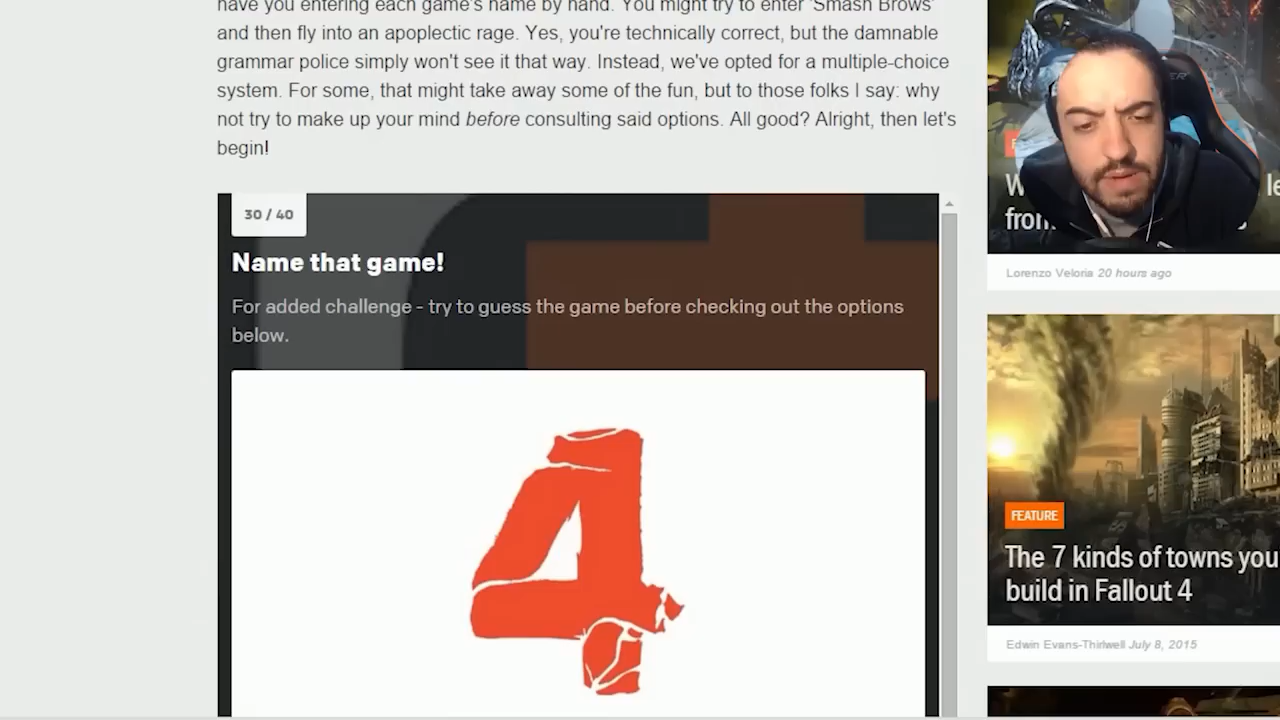 have you entering each game's name by hand. You might try to enter 'Smash Brows'
and then fly into an apoplectic rage. Yes, you're technically correct, but the damnable
grammar police simply won't see it that way. Instead, we've opted for a multiple-choice
system. For some, that might take away some of the fun, but to those folks I say: why
not try to make up your mind before consulting said options. All good? Alright, then let's
begin!
30 / 40
Name that game!
For added challenge - try to guess the game before checking out the options
below.
4
Lorenzo Veloria 20 hours ago
FEATURE
The 7 kinds of towns you
build in Fallout 4
Edwin Evans-Thirlwell July 8, 2015